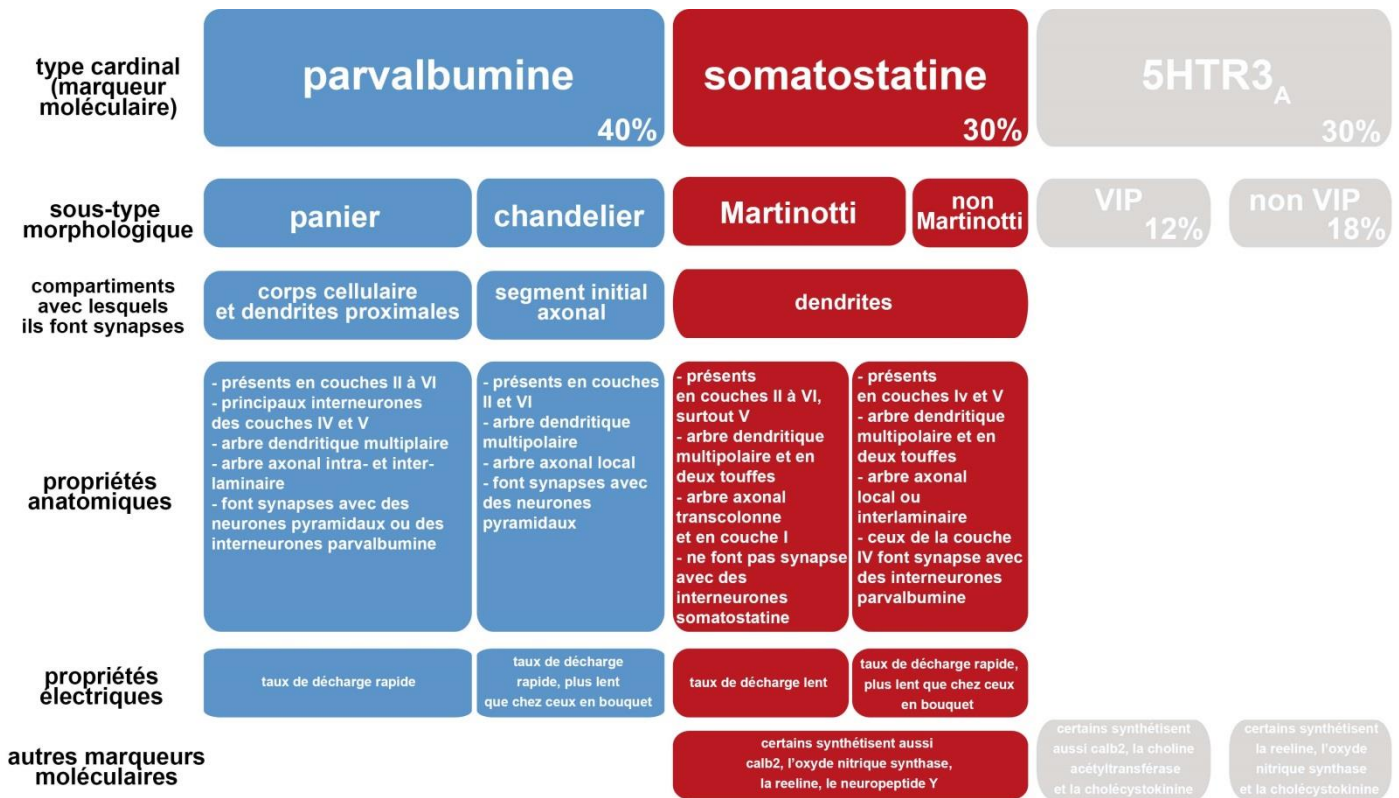 type cardinal
(marqueur
moléculaire)
parvalbumine
40%
somatostatine
30%
5HTR3A
30%
sous-type
morphologique
panier
chandelier
Martinotti
non
Martinotti
VIP
12%
non VIP
18%
compartiments
avec lesquels
ils font synapses
corps cellulaire
et dendrites proximales
segment initial
axonal
dendrites
propriétés
anatomiques
- présents en couches II à VI
- principaux interneurones
des couches IV et V
- arbre dendritique multiplaire
- arbre axonal intra- et inter-
laminaire
- font synapses avec des
neurones pyramidaux ou des
interneurones parvalbumine
- présents en couches
II et VI
- arbre dendritique
multipolaire
- arbre axonal local
- font synapses avec
des neurones
pyramidaux
- présents
en couches II à VI,
surtout V
- arbre dendritique
multipolaire et en
deux touffes
- arbre axonal
transcolonne
et en couche I
- ne font pas synapse
avec des
interneurones
somatostatine
- présents
en couches Iv et V
- arbre dendritique
multipolaire et en
deux touffes
- arbre axonal
local ou
interlaminaire
- ceux de la couche
IV font synapse avec
des interneurones
parvalbumine
propriétés
électriques
taux de décharge rapide
taux de décharge
rapide, plus lent
que chez ceux en bouquet
taux de décharge lent
taux de décharge rapide,
plus lent que chez ceux
en bouquet
autres marqueurs
moléculaires
certains synthétisent aussi
calb2, l'oxyde nitrique synthase,
la reeline, le neuropeptide Y
certains synthétisent
aussi calb2, la choline
acétyltransférase
et la cholécystokinine
certains synthétisent
la reeline, l'oxyde
nitrique synthase
et la cholécystokinine